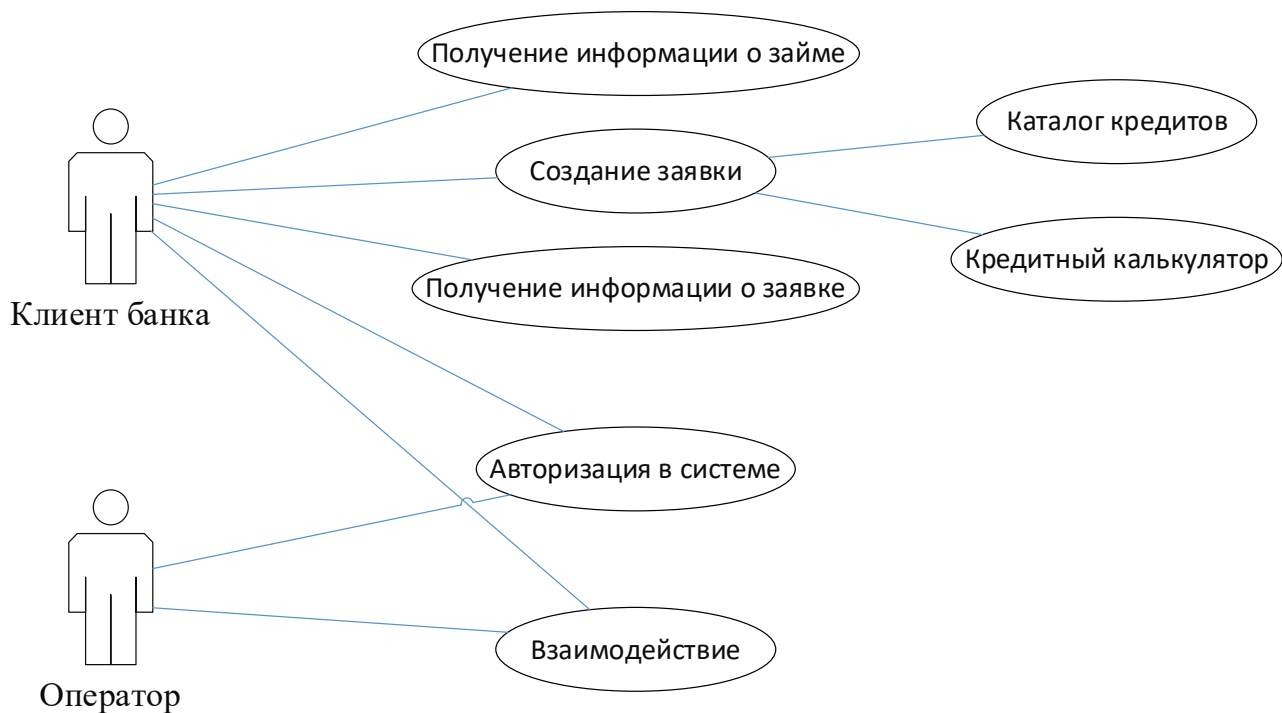 Получение информации о займе
Каталог кредитов
Создание заявки
Кредитный калькулятор
Получение информации о заявке
Клиент банка
Авторизация в системе
Взаимодействие
Оператор